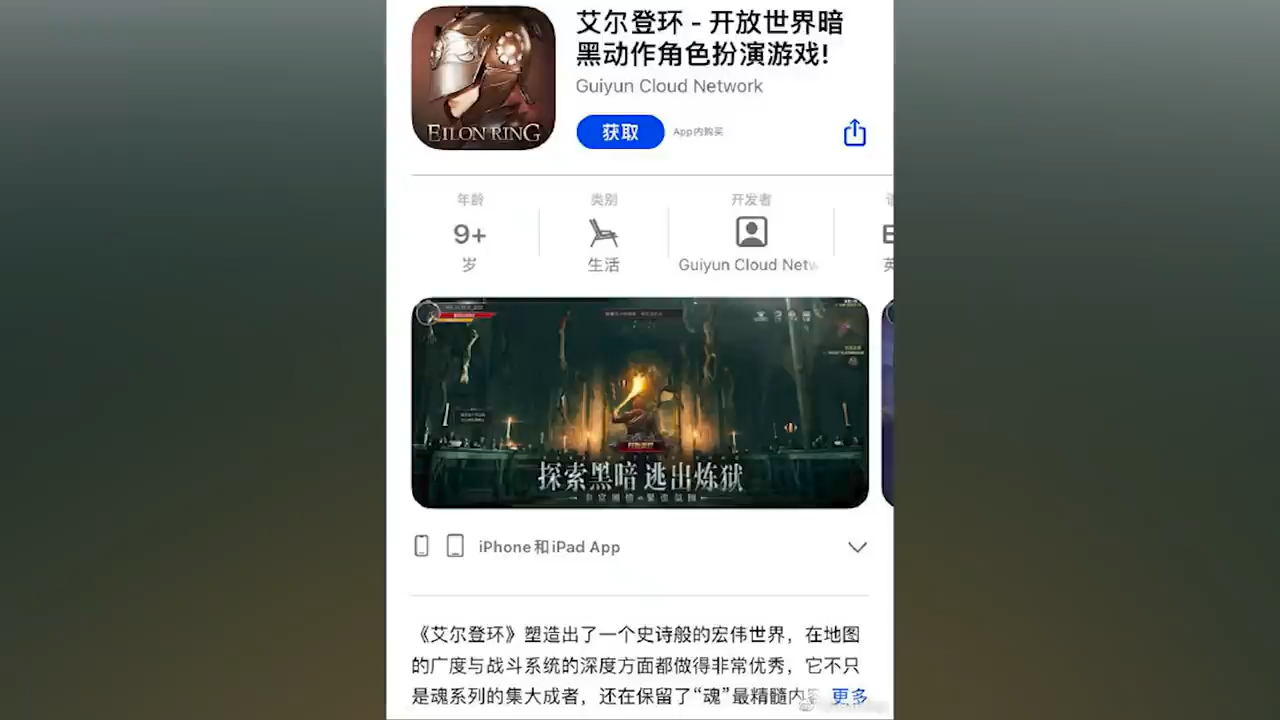 艾尔登环 - 开放世界暗
黑动作角色扮演游戏!
EILON RING
Guiyun Cloud Network
获取
App内购买
年龄
类别
开发者
9+
岁
生活
Guiyun Cloud Netw
探索黑暗 逃出炼狱
iPhone和iPad App
《艾尔登环》塑造出了一个史诗般的宏伟世界，在地图
的广度与战斗系统的深度方面都做得非常优秀，它不只
是魂系列的集大成者，还在保留了“魂”最精髓内 更多